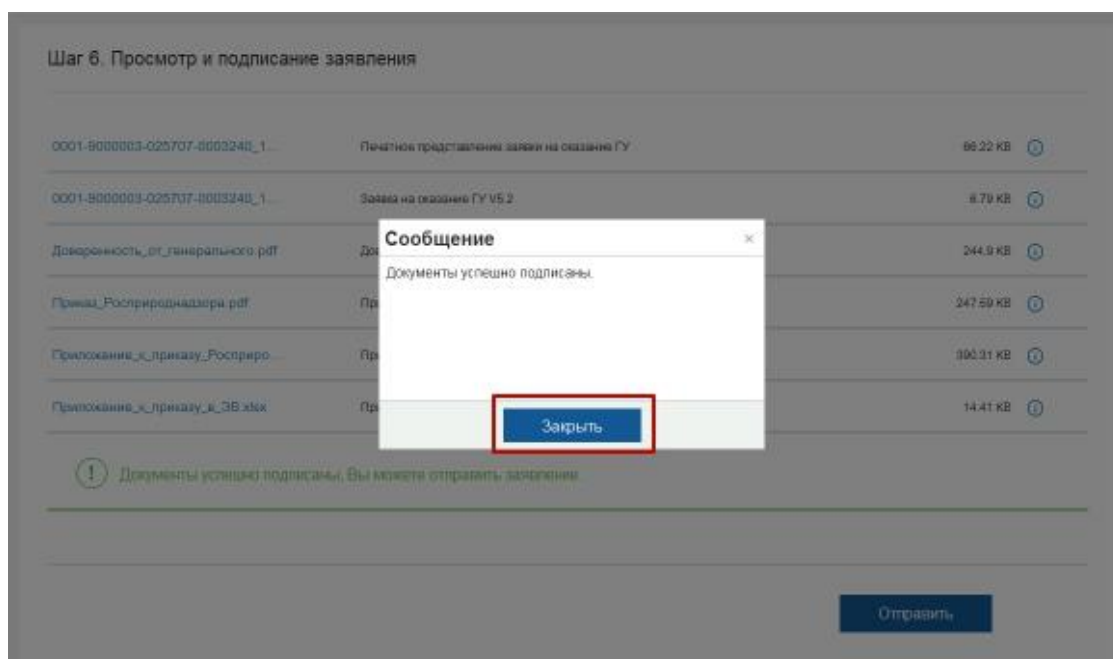 Шаг 6. Просмотр и подписание заявления
0001-9000003-025707-0003240_1... Печатное представление заявки на оказание ГУ 86.22 KB
0001-9000003-025707-0003240_1... Заявка на оказание ГУ V5.2 6.79 KB
Доверенность_от_генерального.pdf 244.9 KB
Приказ_Росприроднадзора.pdf 247.59 KB
Приложение_к_приказу_Росприро... 390.31 KB
Приложение_к_приказу_в_ЭВ.xlsx 14.41 KB
Сообщение
Документы успешно подписаны.
Закрыть
Документы успешно подписаны. Вы можете отправить заявление.
Отправить